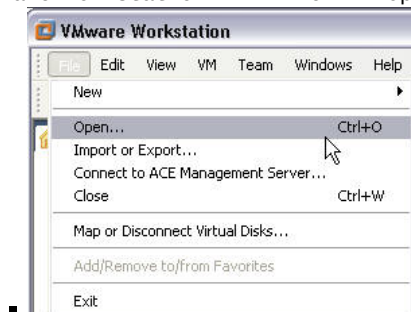 VMware Workstation
File Edit View VM Team Windows Help
New
Open... Ctrl+O
Import or Export...
Connect to ACE Management Server...
Close Ctrl+W
Map or Disconnect Virtual Disks...
Add/Remove to/from Favorites
Exit